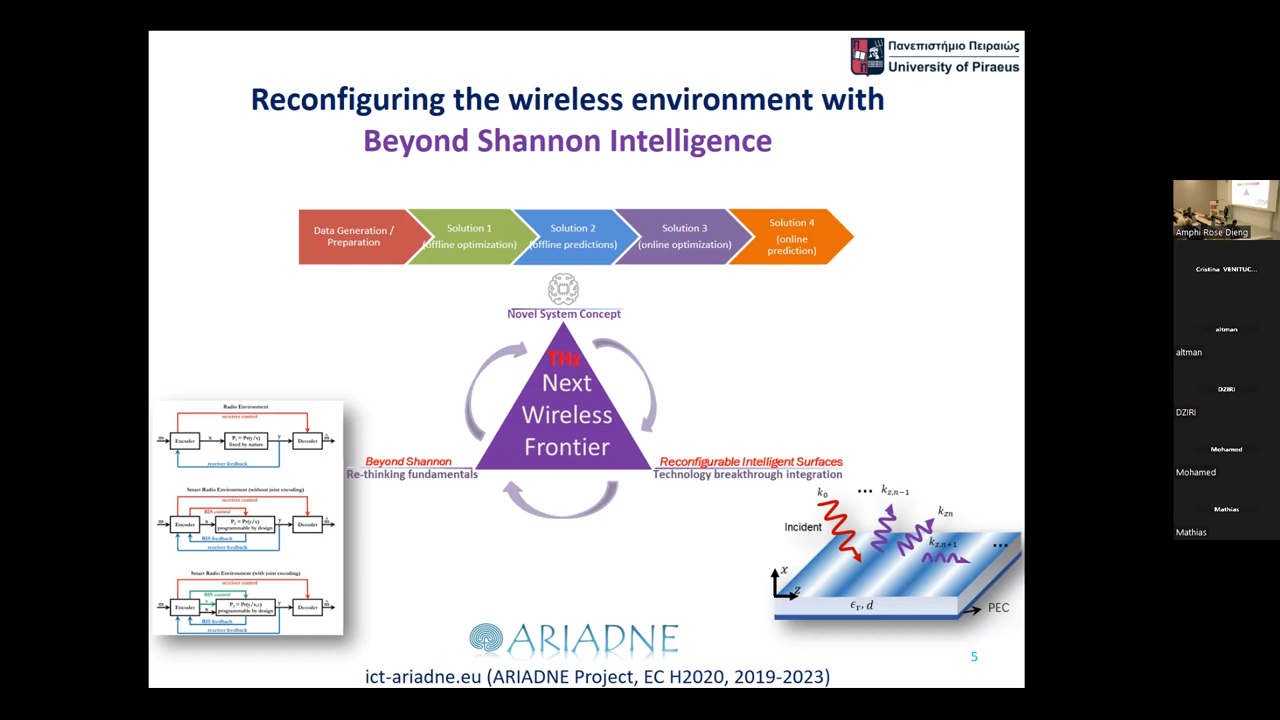 Πανεπιστήμιο Πειραιώς
University of Piraeus
Reconfiguring the wireless environment with
Beyond Shannon Intelligence
Data Generation /
Preparation
Solution 1
(offline optimization)
Solution 2
(offline predictions)
Solution 3
(online optimization)
Solution 4
(online
prediction)
Novel System Concept
THz
Next
Wireless
Frontier
Beyond Shannon
Re-thinking fundamentals
Reconfigurable Intelligent Surfaces
Technology breakthrough integration
Radio Environment
receiver control
m
Encoder
x
P₁ = Pr(y/x)
fixed by nature
y
Decoder
m̂
receiver feedback
Smart Radio Environment (without joint encoding)
receiver control
RIS control
m
Encoder
x
programmable by design
y
Decoder
m̂
RIS feedback
receiver feedback
Smart Radio Environment (with joint encoding)
receiver control
RIS control
m
Encoder
x
programmable by design
y
Decoder
m̂
RIS feedback
receiver feedback
k₀
... k_{z,n−1}
k_{zn}
Incident
k_{z,n+1}
...
x
z
ϵᵣ, d
PEC
ARIADNE
5
ict-ariadne.eu (ARIADNE Project, EC H2020, 2019-2023)
Amphi Rose Dieng
Cristina VENITUC...
altman
altman
DZIRI
DZIRI
Mohamed
Mohamed
Mathias
Mathias